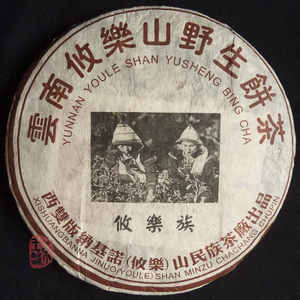 雲南攸樂山野生餅茶
YUNNAN YOULE SHAN YUSHENG BING CHA
攸樂族
西雙版納基諾(攸樂)山民族茶廠出品
XISHUANGBANNA JINUO(YOULE)SHAN MINZU CHACHANG CHUPIN